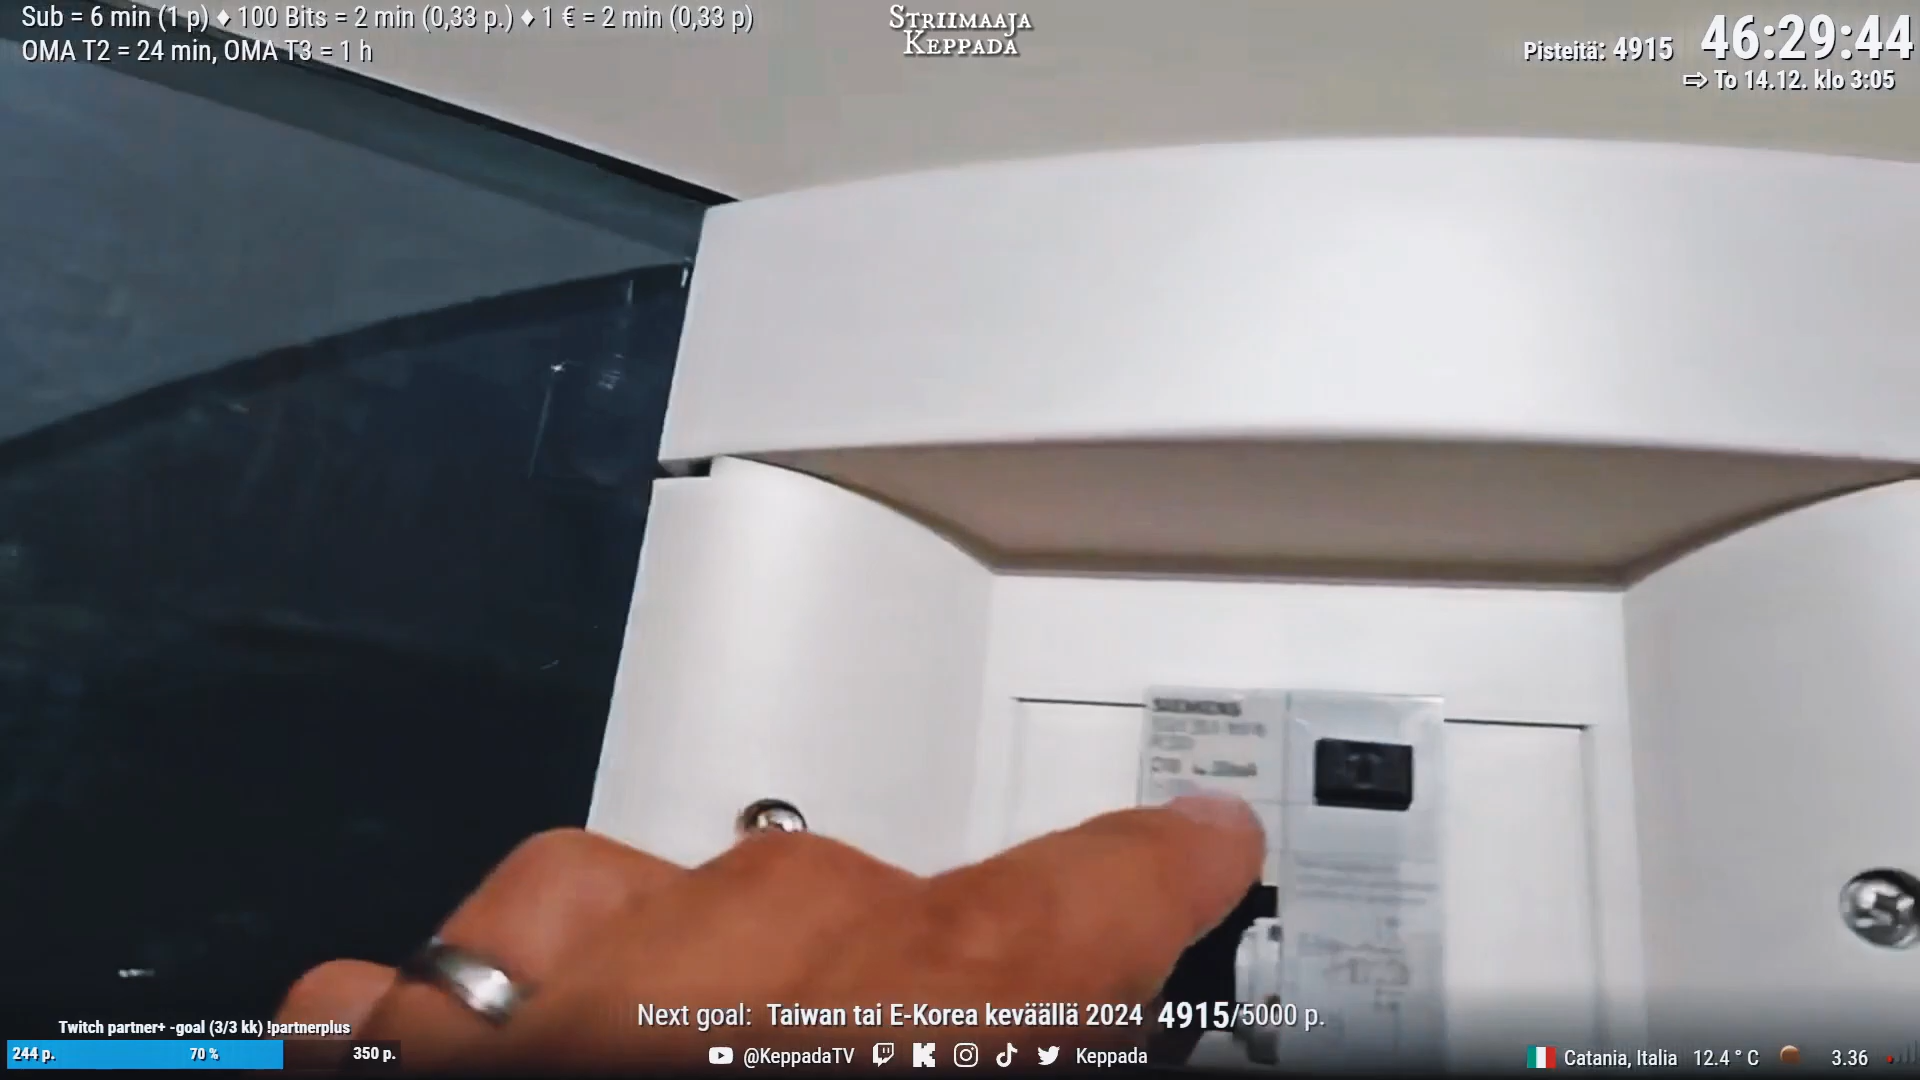 Sub = 6 min (1 p) ♦ 100 Bits = 2 min (0,33 p.) ♦ 1 € = 2 min (0,33 p)
OMA T2 = 24 min, OMA T3 = 1 h
STRIIMAAJA
KEPPADA
Pisteitä: 4915 46:29:44
⇨ To 14.12. klo 3:05
SIEMENS
Next goal: Taiwan tai E-Korea keväällä 2024 4915/5000 p.
Twitch partner+ -goal (3/3 kk) !partnerplus
244 p. 70 % 350 p.
@KeppadaTV Keppada
Catania, Italia 12.4 ° C 3.36